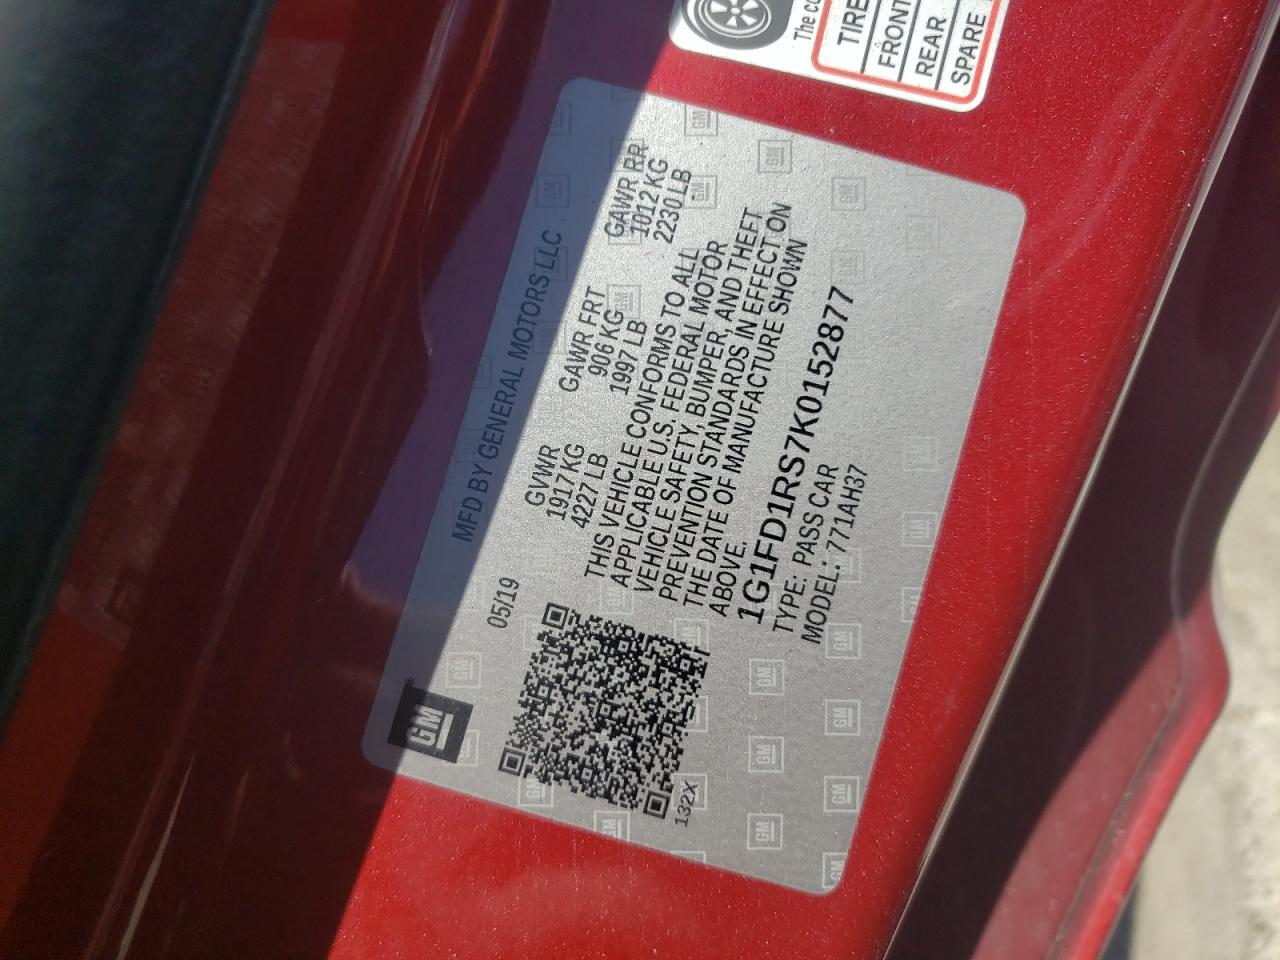 The
TIRE
FRONT
REAR
SPARE
GM
MFD BY GENERAL MOTORS LLC
05/19
GVWR GAWR FRT GAWR RR
1917 KG 906 KG 1012 KG
4227 LB 1997 LB 2230 LB
THIS VEHICLE CONFORMS TO ALL
APPLICABLE U.S. FEDERAL MOTOR
VEHICLE SAFETY, BUMPER, AND THEFT
PREVENTION STANDARDS IN EFFECT ON
THE DATE OF MANUFACTURE SHOWN
ABOVE.
1G1FD1RS7K0152877
TYPE: PASS CAR
MODEL: 771AH37
132X